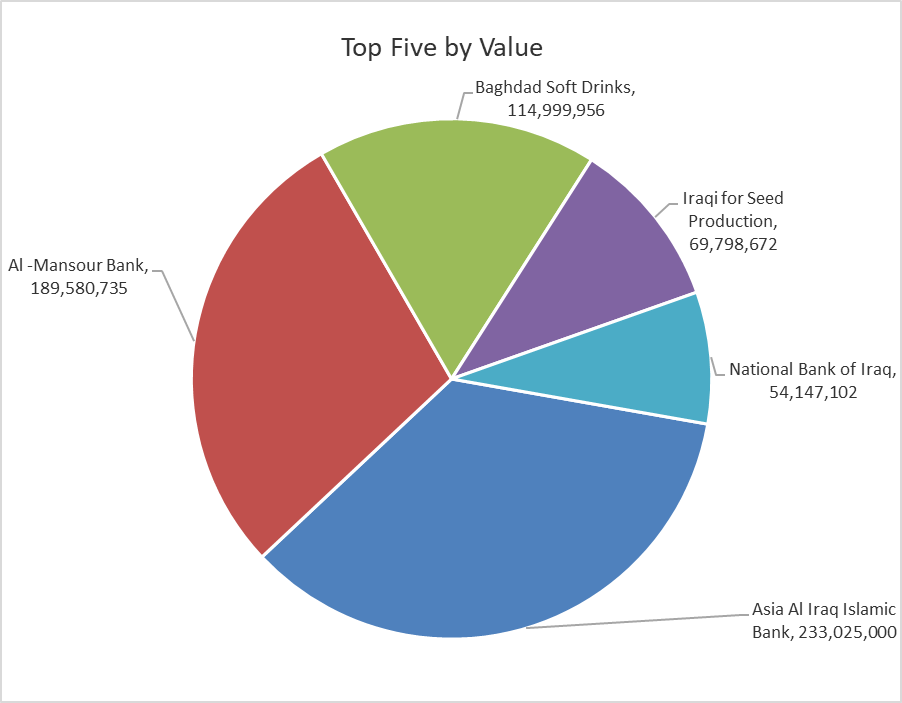 Top Five by Value
Baghdad Soft Drinks,
114,999,956
Iraqi for Seed
Production,
69,798,672
Al -Mansour Bank,
189,580,735
National Bank of Iraq,
54,147,102
Asia Al Iraq Islamic
Bank, 233,025,000